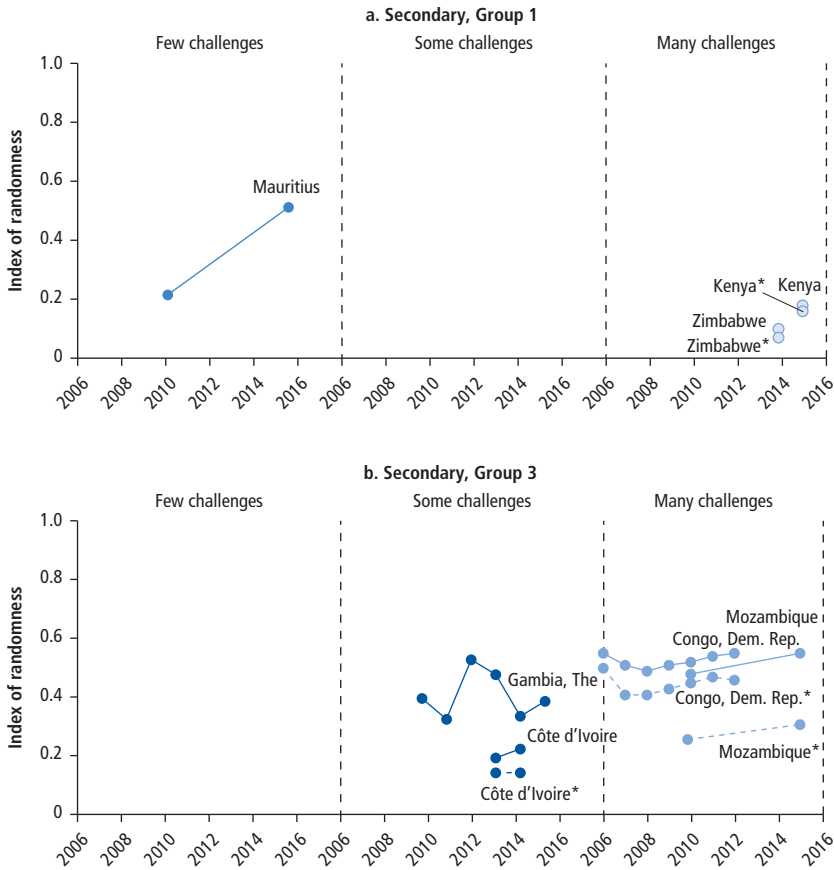 a. Secondary, Group 1
Few challenges Some challenges Many challenges
Index of randomness
1.0
0.8
0.6
0.4
0.2
0
Mauritius
Kenya* Kenya
Zimbabwe
Zimbabwe*
2006 2008 2010 2012 2014 2016 2006 2008 2010 2012 2014 2016 2006 2008 2010 2012 2014 2016
b. Secondary, Group 3
Few challenges Some challenges Many challenges
Index of randomness
1.0
0.8
0.6
0.4
0.2
0
Mozambique
Congo, Dem. Rep.
Gambia, The
Congo, Dem. Rep.*
Côte d’Ivoire
Mozambique*
Côte d’Ivoire*
2006 2008 2010 2012 2014 2016 2006 2008 2010 2012 2014 2006 2008 2010 2012 2014 2016